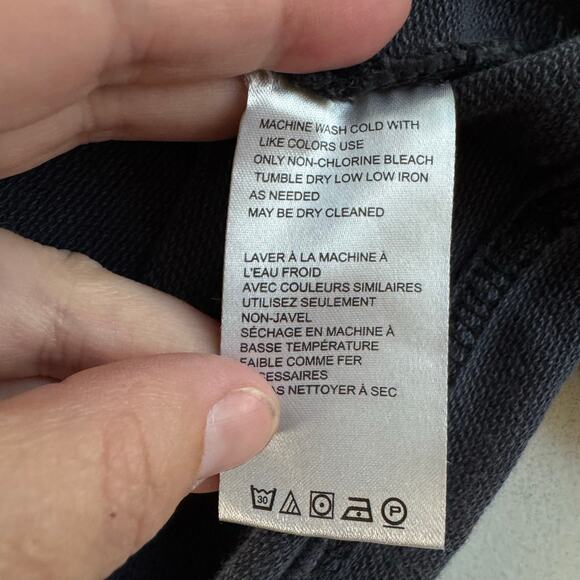 MACHINE WASH COLD WITH
LIKE COLORS USE
ONLY NON-CHLORINE BLEACH
TUMBLE DRY LOW LOW IRON
AS NEEDED
MAY BE DRY CLEANED
LAVER À LA MACHINE À
L'EAU FROID
AVEC COULEURS SIMILAIRES
UTILISEZ SEULEMENT
NON-JAVEL
SÉCHAGE EN MACHINE À
BASSE TEMPÉRATURE
FAIBLE COMME FER
NETTOYER À SEC
30 P